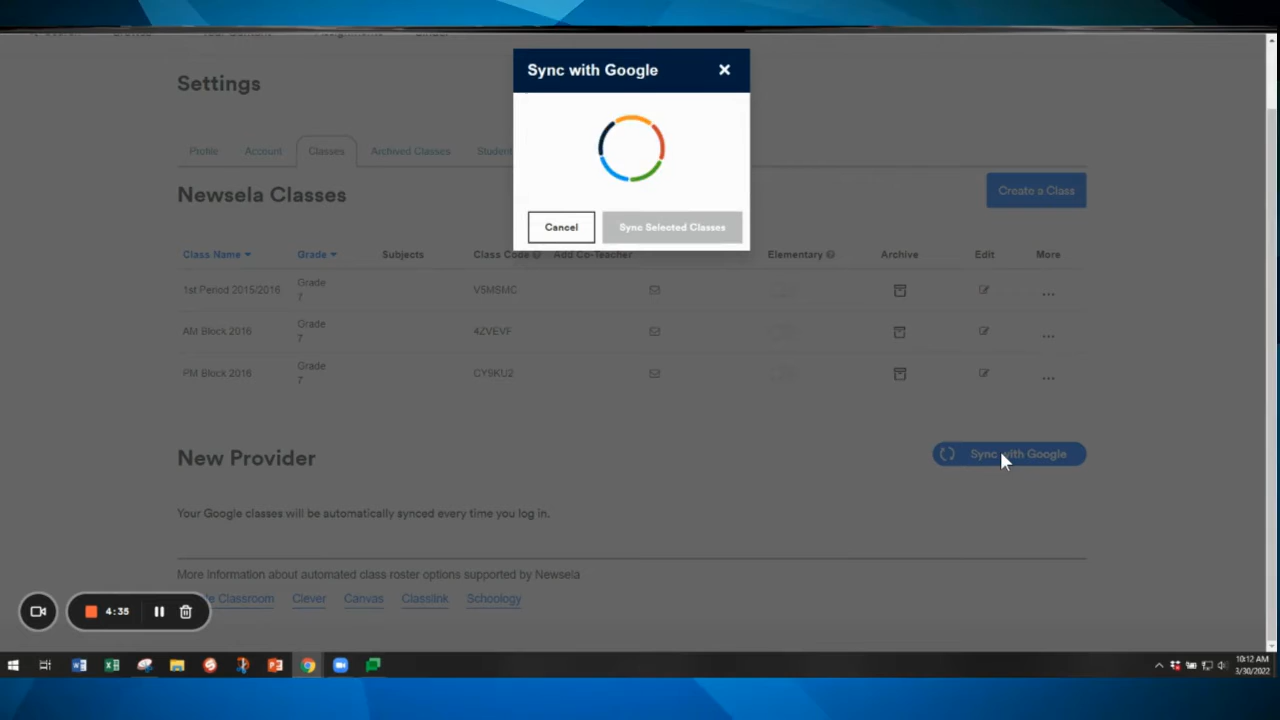 Sync with Google
Settings
Profile Account Classes Archived Classes Student
Newsela Classes
Create a Class
Cancel Sync Selected Classes
Class Name Grade Subjects Class Code Add Co-Teacher Elementary Archive Edit More
1st Period 2015/2016 Grade 7 V5MSMC
AM Block 2016 Grade 7 4ZVEVF
PM Block 2016 Grade 7 CY9KU2
New Provider
Sync with Google
Your Google classes will be automatically synced every time you log in.
More information about automated class roster options supported by Newsela
Classroom Clever Canvas Classlink Schoology
4:35
10:12 AM
3/30/2022